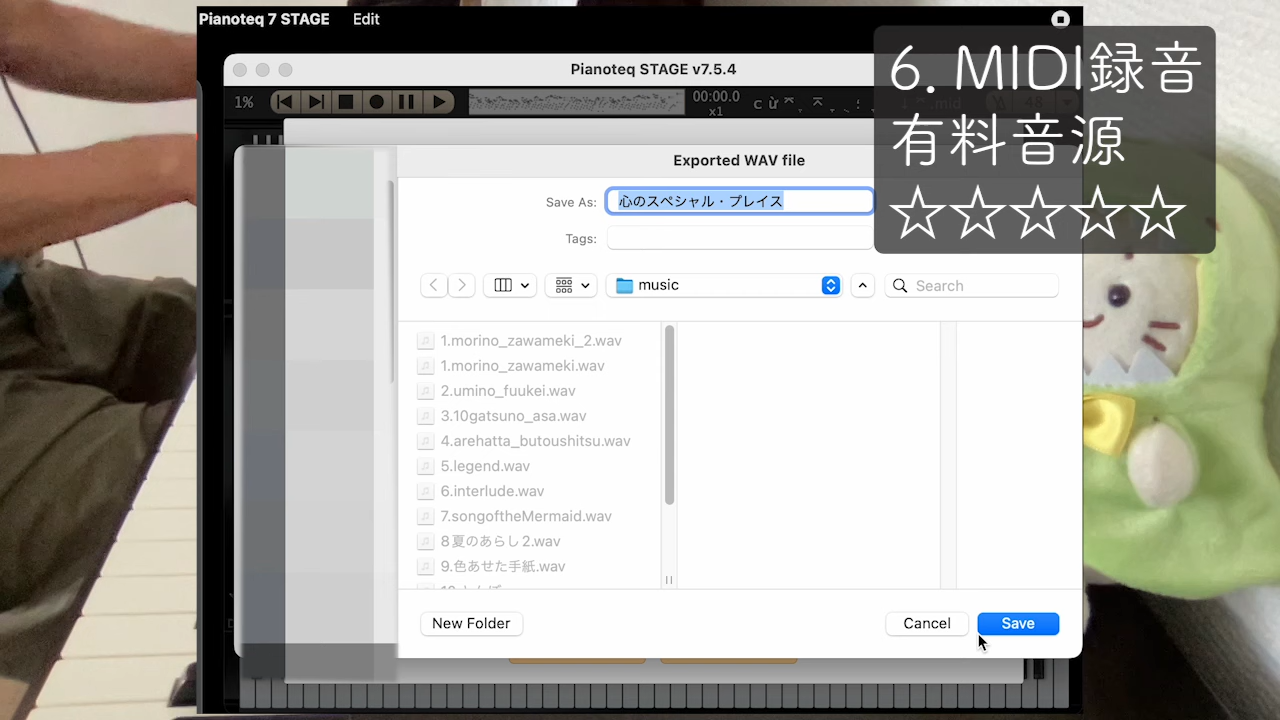 Pianoteq 7 STAGE Edit
Pianoteq STAGE v7.5.4
1% 00:00.0
x1
.mid
48
6. MIDI録音
有料音源
☆☆☆☆☆
Exported WAV file
Save As: 心のスペシャル・プレイス
Tags:
music
Search
1.morino_zawameki_2.wav
1.morino_zawameki.wav
2.umino_fuukei.wav
3.10gatsuno_asa.wav
4.arehatta_butoushitsu.wav
5.legend.wav
6.interlude.wav
7.songoftheMermaid.wav
8夏のあらし2.wav
9.色あせた手紙.wav
New Folder Cancel Save